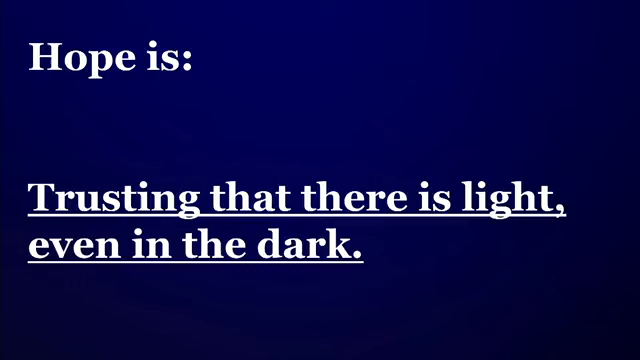 Hope is:
Trusting that there is light,
even in the dark.